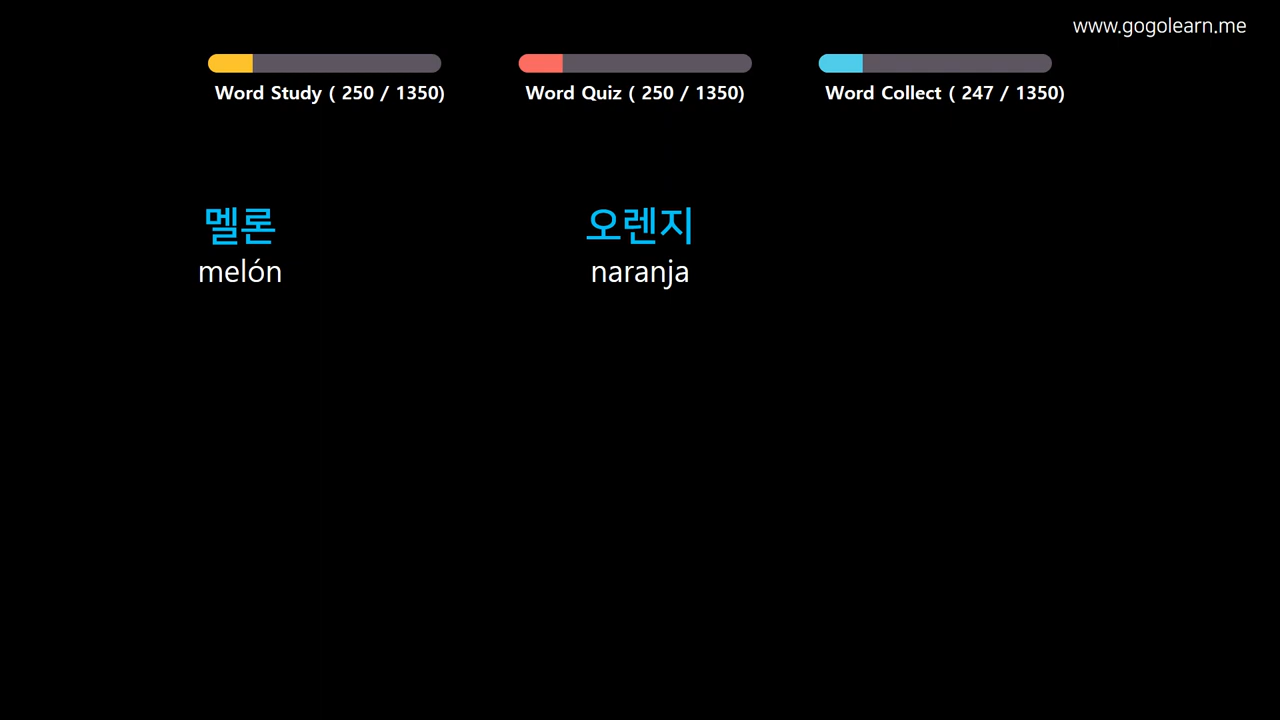 www.gogolearn.me
Word Study ( 250 / 1350)
Word Quiz ( 250 / 1350)
Word Collect ( 247 / 1350)
멜론
melón
오렌지
naranja